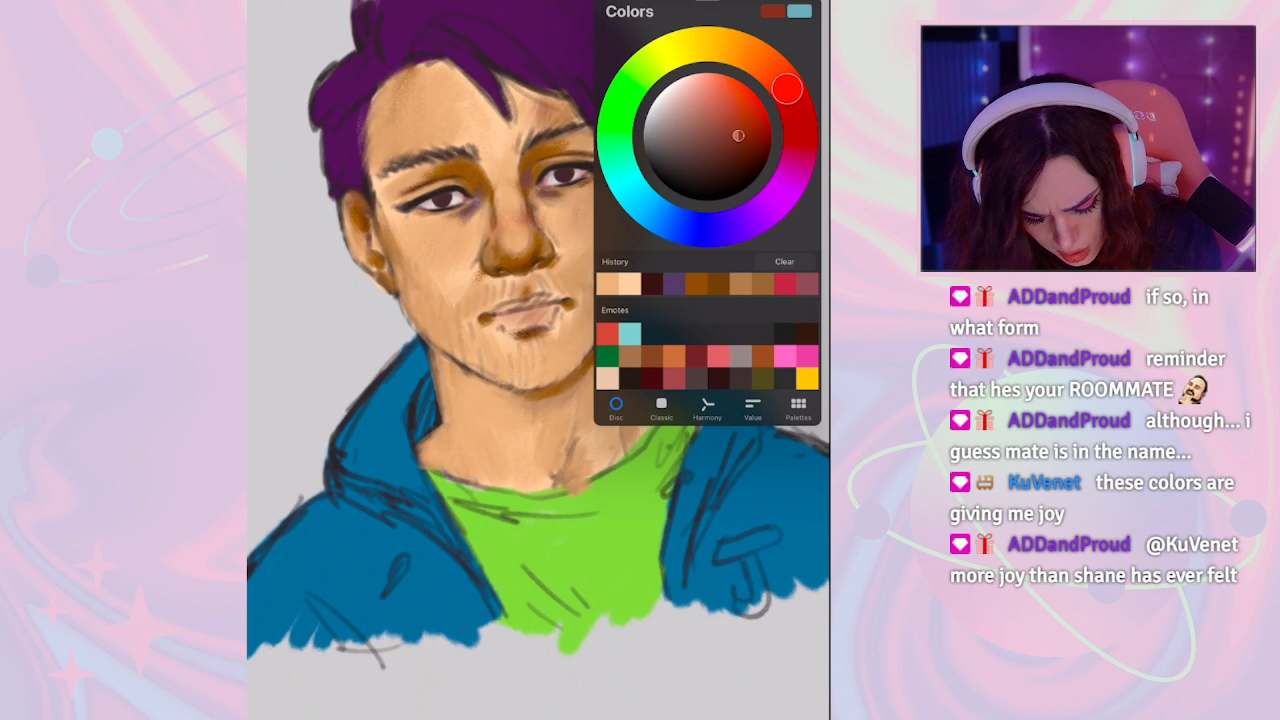 Colors
History
Clear
Emotes
Disc
Classic
Harmony
Value
Palettes
ADDandProud if so, in
what form
ADDandProud reminder
that hes your ROOMMATE
ADDandProud although... i
guess mate is in the name...
KuVenet these colors are
giving me joy
ADDandProud @KuVenet
more joy than shane has ever felt